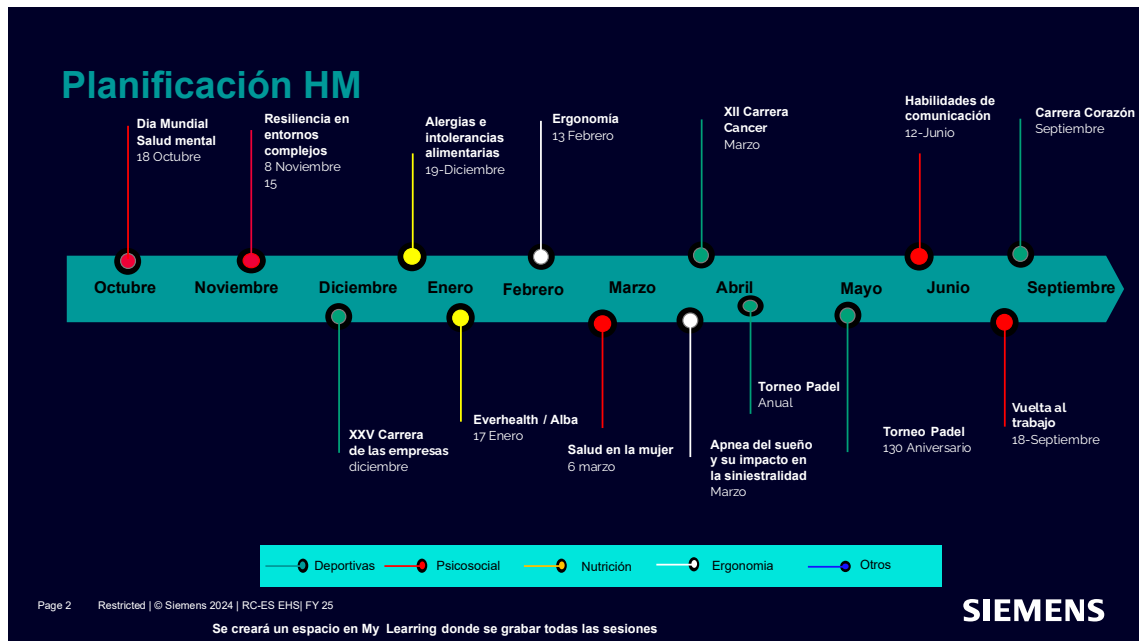 Planificación HM
Dia Mundial
Salud mental
18 Octubre
Resiliencia en
entornos
complejos
8 Noviembre
15
Alergias e
intolerancias
alimentarias
19-Diciembre
Ergonomía
13 Febrero
XII Carrera
Cancer
Marzo
Habilidades de
comunicación
12-Junio
Carrera Corazón
Septiembre
Octubre
Noviembre
Diciembre
Enero
Febrero
Marzo
Abril
Mayo
Junio
Septiembre
XXV Carrera
de las empresas
diciembre
Everhealth / Alba
17 Enero
Salud en la mujer
6 marzo
Apnea del sueño
y su impacto en
la siniestralidad
Marzo
Torneo Padel
Anual
Torneo Padel
130 Aniversario
Vuelta al
trabajo
18-Septiembre
Deportivas
Psicosocial
Nutrición
Ergonomia
Otros
Page 2
Restricted | © Siemens 2024 | RC-ES EHS| FY 25
SIEMENS
Se creará un espacio en My Learring donde se grabar todas las sesiones